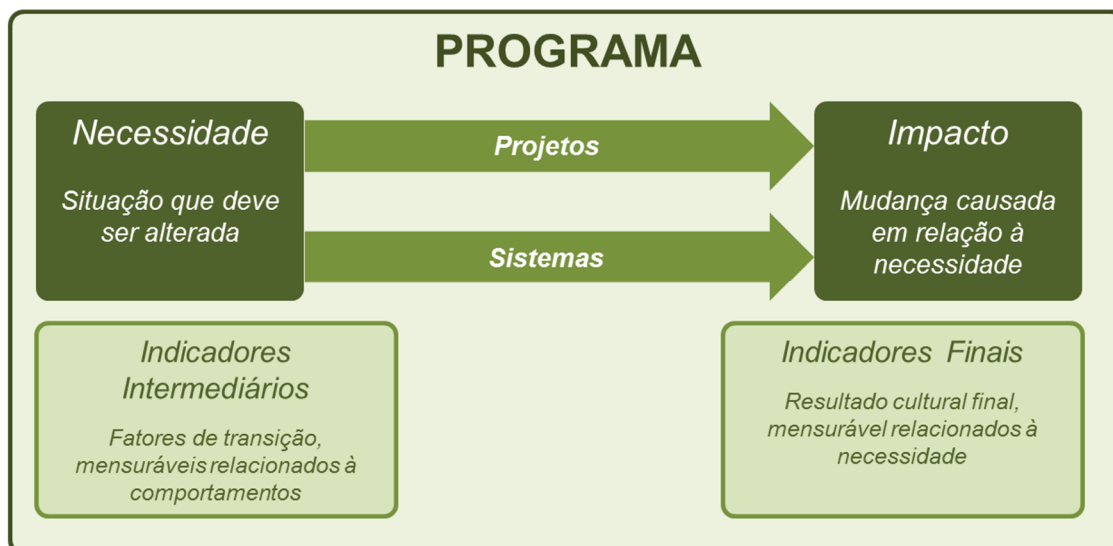 PROGRAMA
Necessidade
Situação que deve
ser alterada
Projetos
Sistemas
Impacto
Mudança causada
em relação à
necessidade
Indicadores
Intermediários
Fatores de transição,
mensuráveis relacionados à
comportamentos
Indicadores Finais
Resultado cultural final,
mensurável relacionados à
necessidade